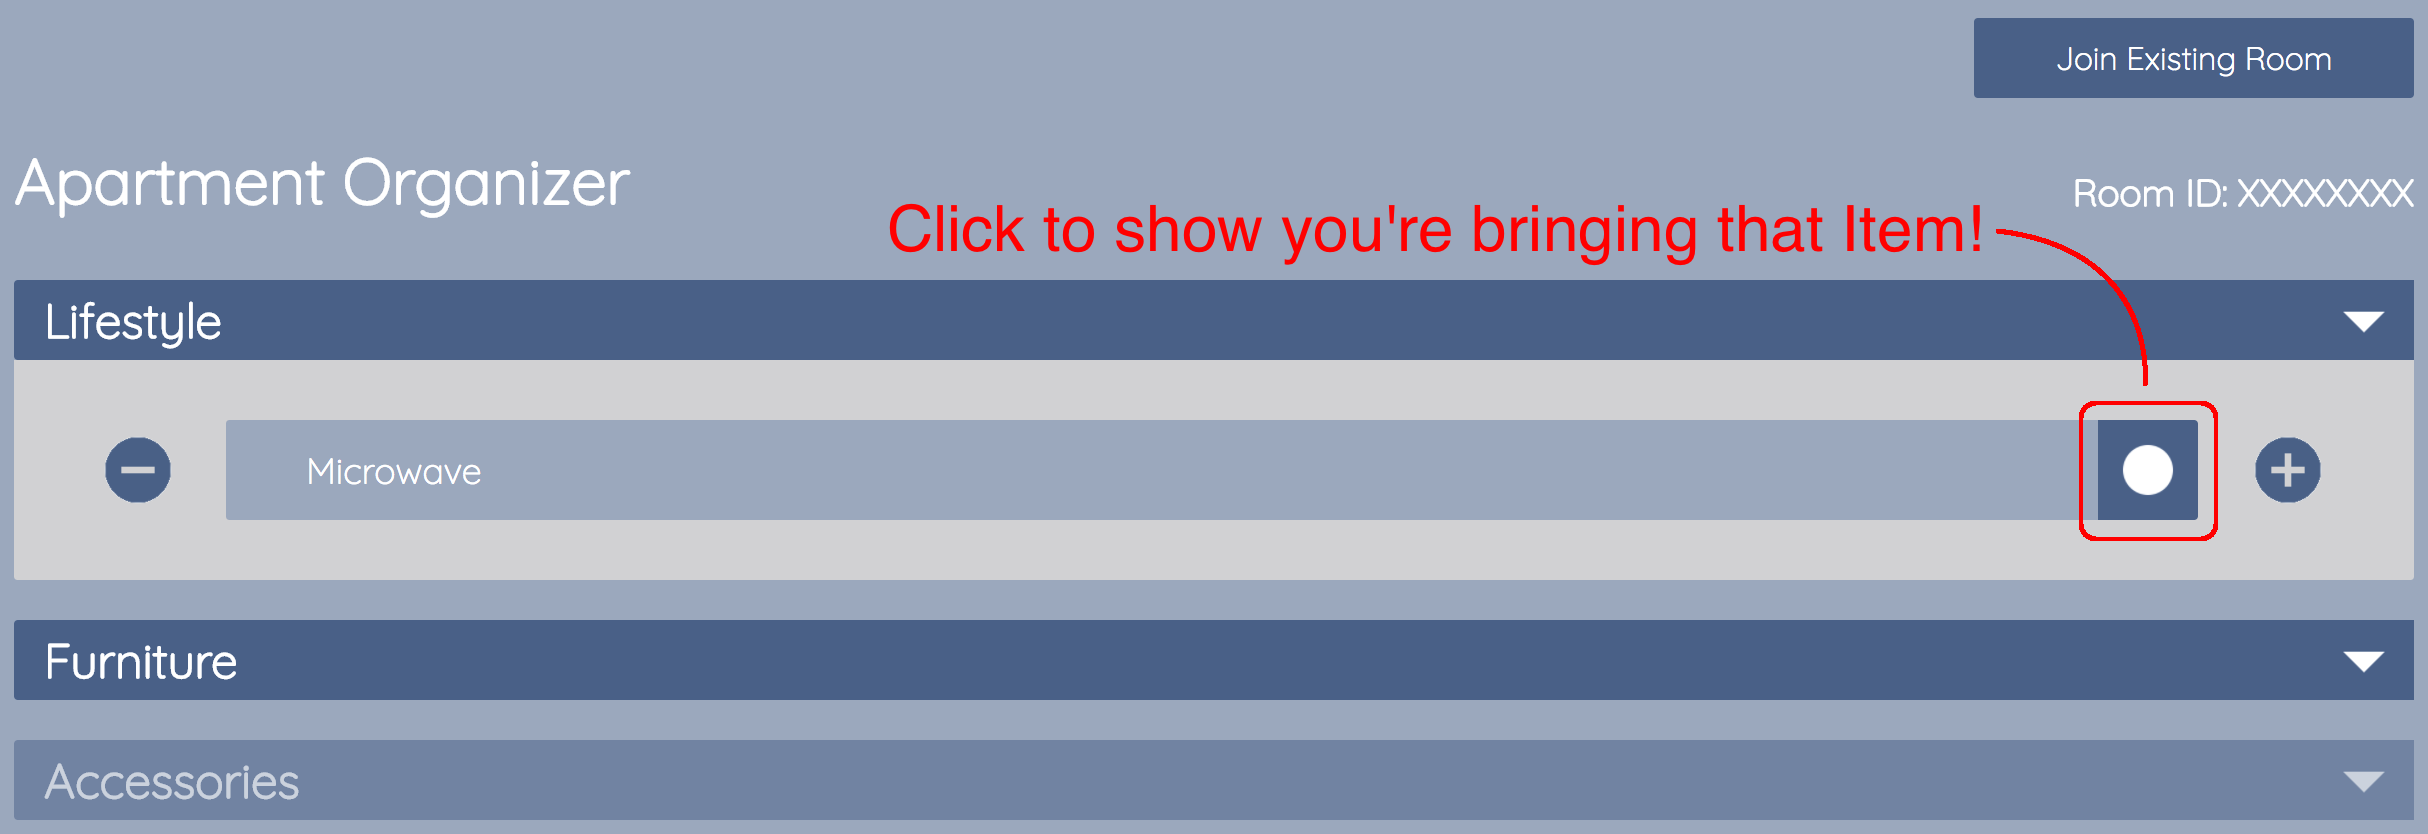 Join Existing Room
Apartment Organizer
Room ID: XXXXXXXX
Click to show you're bringing that Item!
Lifestyle
Microwave
Furniture
Accessories